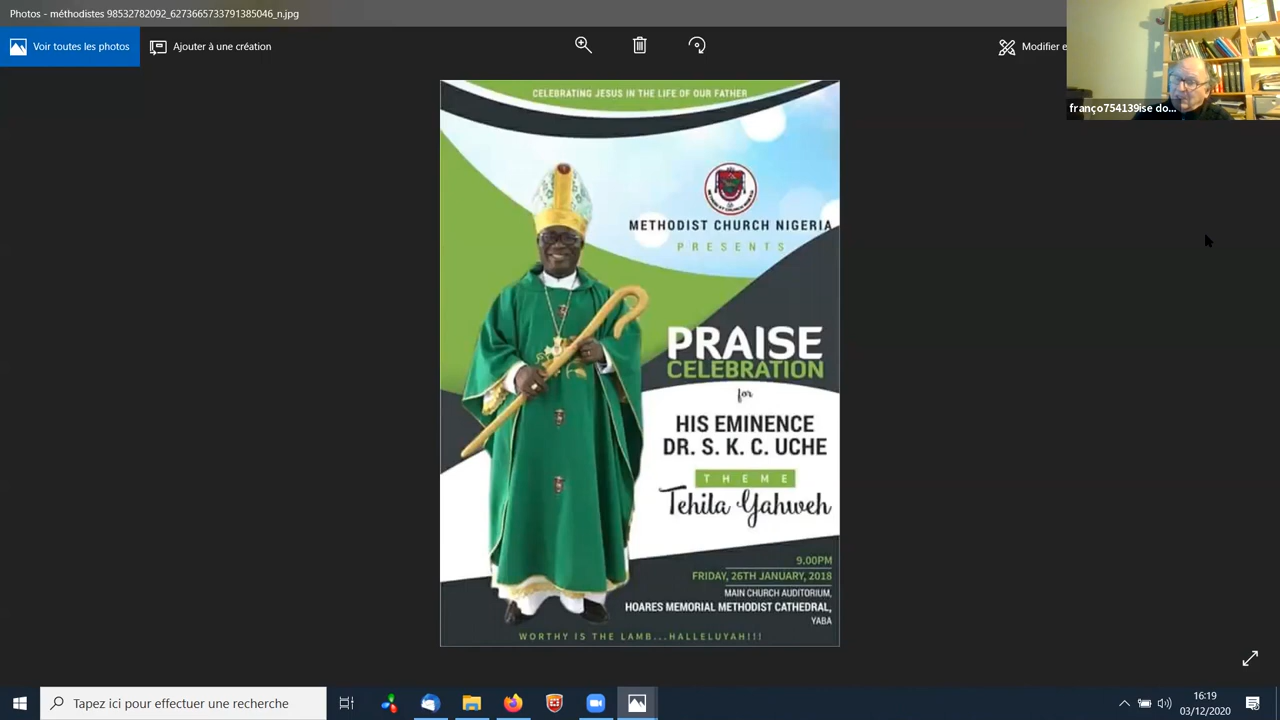 Photos - méthodistes 98532782092_6273665733791385046_n.jpg
Voir toutes les photos
Ajouter à une création
Modifier e
franço754139ise do...
CELEBRATING JESUS IN THE LIFE OF OUR FATHER
METHODIST CHURCH NIGERIA
PRESENTS
PRAISE
CELEBRATION
for
HIS EMINENCE
DR. S. K. C. UCHE
THEME
Tehila Yahweh
9.00PM
FRIDAY, 26TH JANUARY, 2018
MAIN CHURCH AUDITORIUM,
HOARES MEMORIAL METHODIST CATHEDRAL,
YABA
WORTHY IS THE LAMB...HALLELUYAH!!!
Tapez ici pour effectuer une recherche
16:19
03/12/2020